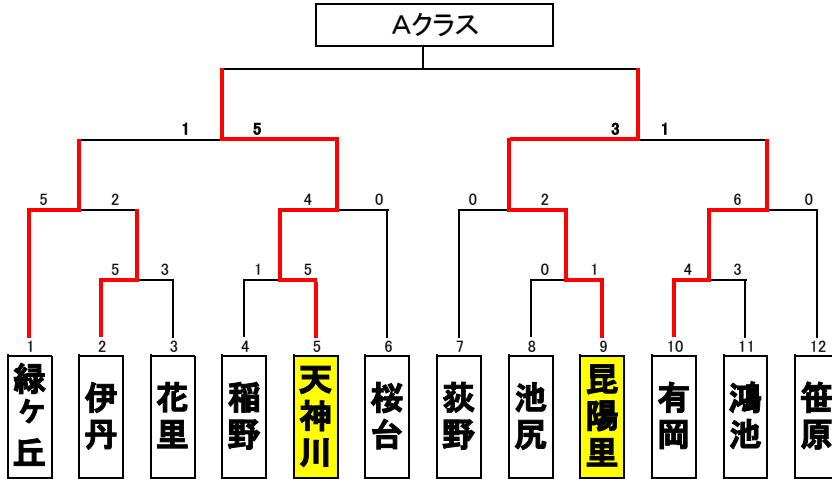 Aクラス
1 5 3 1
5 2 4 0 0 2 6 0
5 3 1 5 0 1 4 3
1 2 3 4 5 6 7 8 9 10 11 12
緑ヶ丘
伊丹
花里
稲野
天神川
桜台
荻野
池尻
昆陽里
有岡
鴻池
笹原